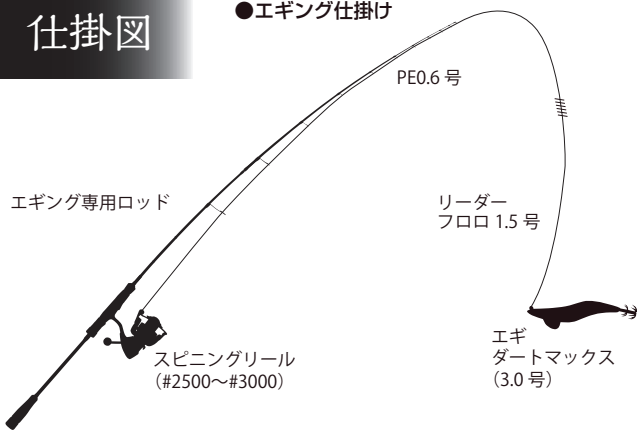 仕掛図
●エギング仕掛け
PE0.6 号
エギング専用ロッド
リーダー
フロロ 1.5 号
スピニングリール
(#2500〜#3000)
エギ
ダートマックス
(3.0 号)